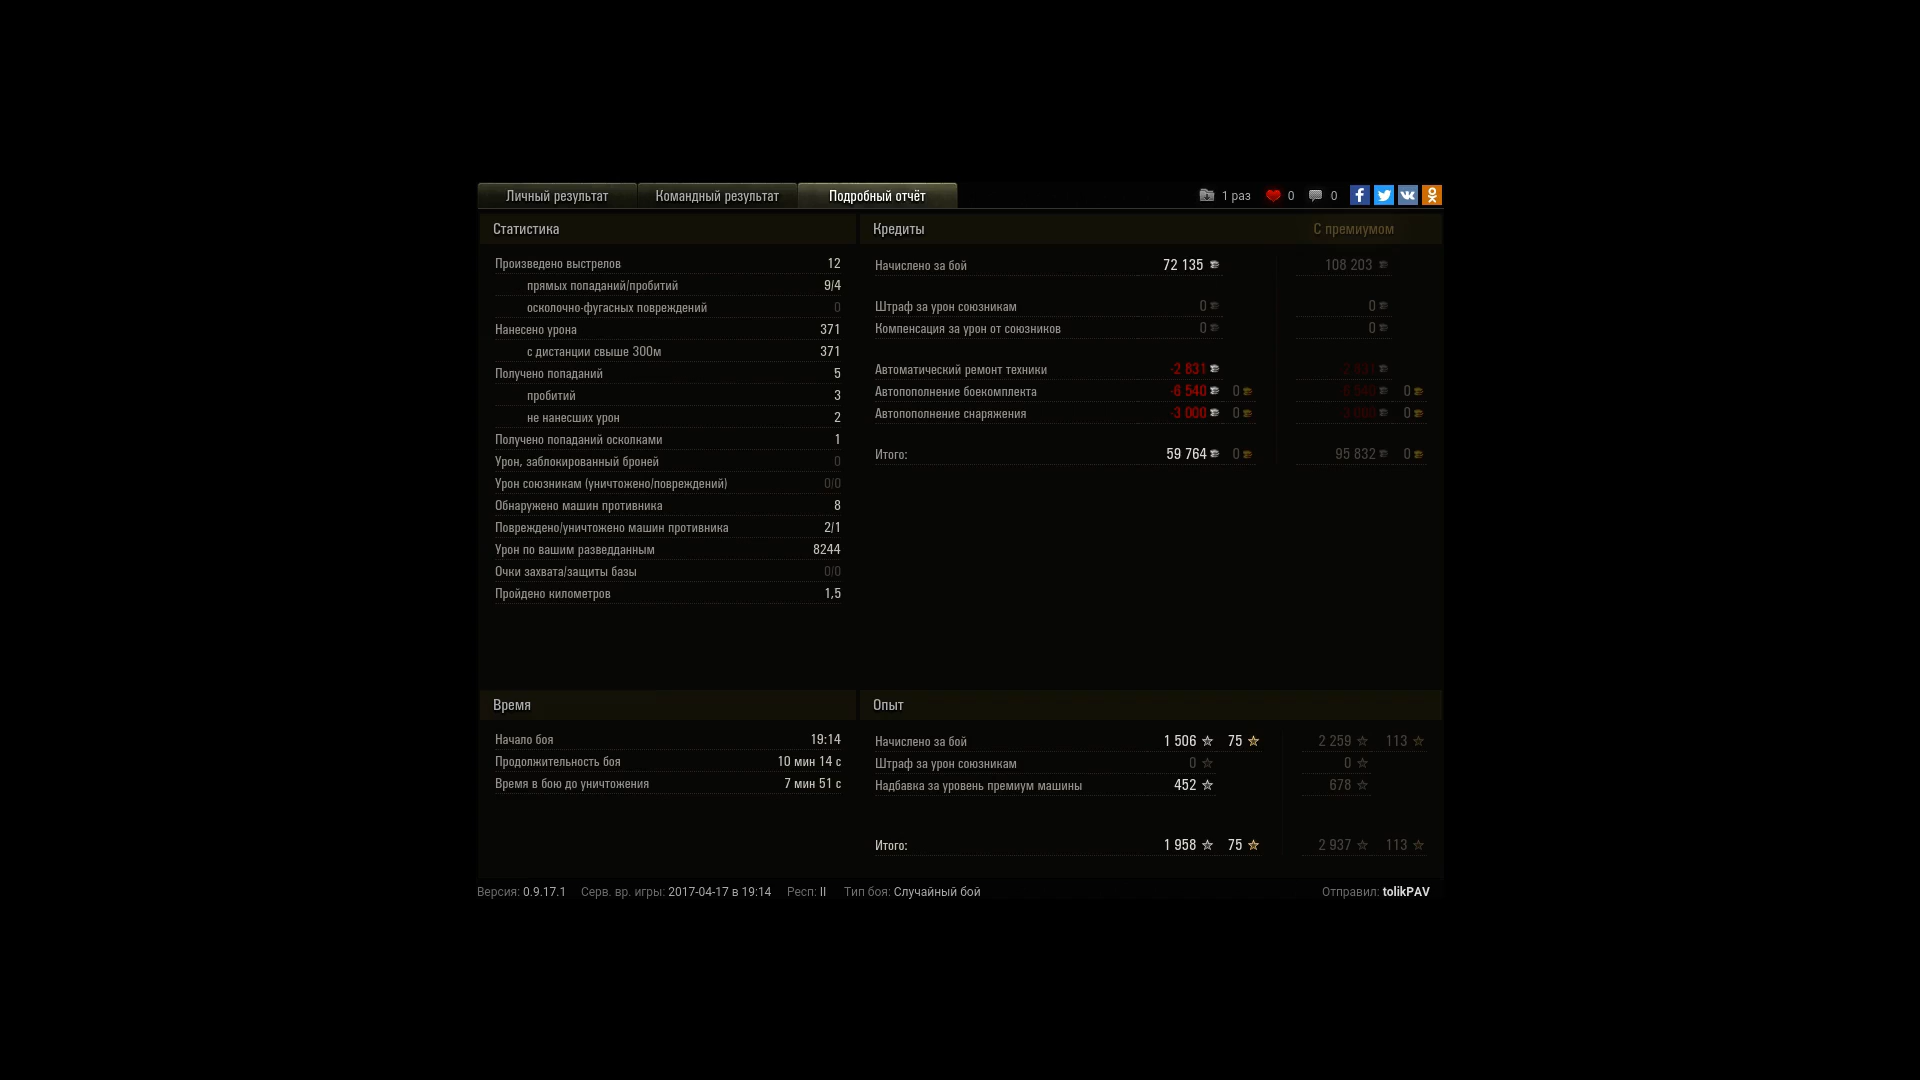 Личный результат Командный результат Подробный отчёт 1 раз 0 0
Статистика
Произведено выстрелов 12
прямых попаданий/пробитий 9/4
осколочно-фугасных повреждений 0
Нанесено урона 371
с дистанции свыше 300м 371
Получено попаданий 5
пробитий 3
не нанесших урон 2
Получено попаданий осколками 1
Урон, заблокированный броней 0
Урон союзникам (уничтожено/повреждений) 0/0
Обнаружено машин противника 8
Повреждено/уничтожено машин противника 2/1
Урон по вашим разведданным 8244
Очки захвата/защиты базы 0/0
Пройдено километров 1,5
Кредиты С премиумом
Начислено за бой 72 135 108 203
Штраф за урон союзникам 0 0
Компенсация за урон от союзников 0 0
Автоматический ремонт техники -2 831 -2 831
Автопополнение боекомплекта -6 540 0 -6 540 0
Автопополнение снаряжения -3 000 0 -3 000 0
Итого: 59 764 0 95 832 0
Время
Начало боя 19:14
Продолжительность боя 10 мин 14 с
Время в бою до уничтожения 7 мин 51 с
Опыт
Начислено за бой 1 506 75 2 259 113
Штраф за урон союзникам 0 0
Надбавка за уровень премиум машины 452 678
Итого: 1 958 75 2 937 113
Версия: 0.9.17.1 Серв. вр. игры: 2017-04-17 в 19:14 Респ: II Тип боя: Случайный бой Отправил: tolikPAV